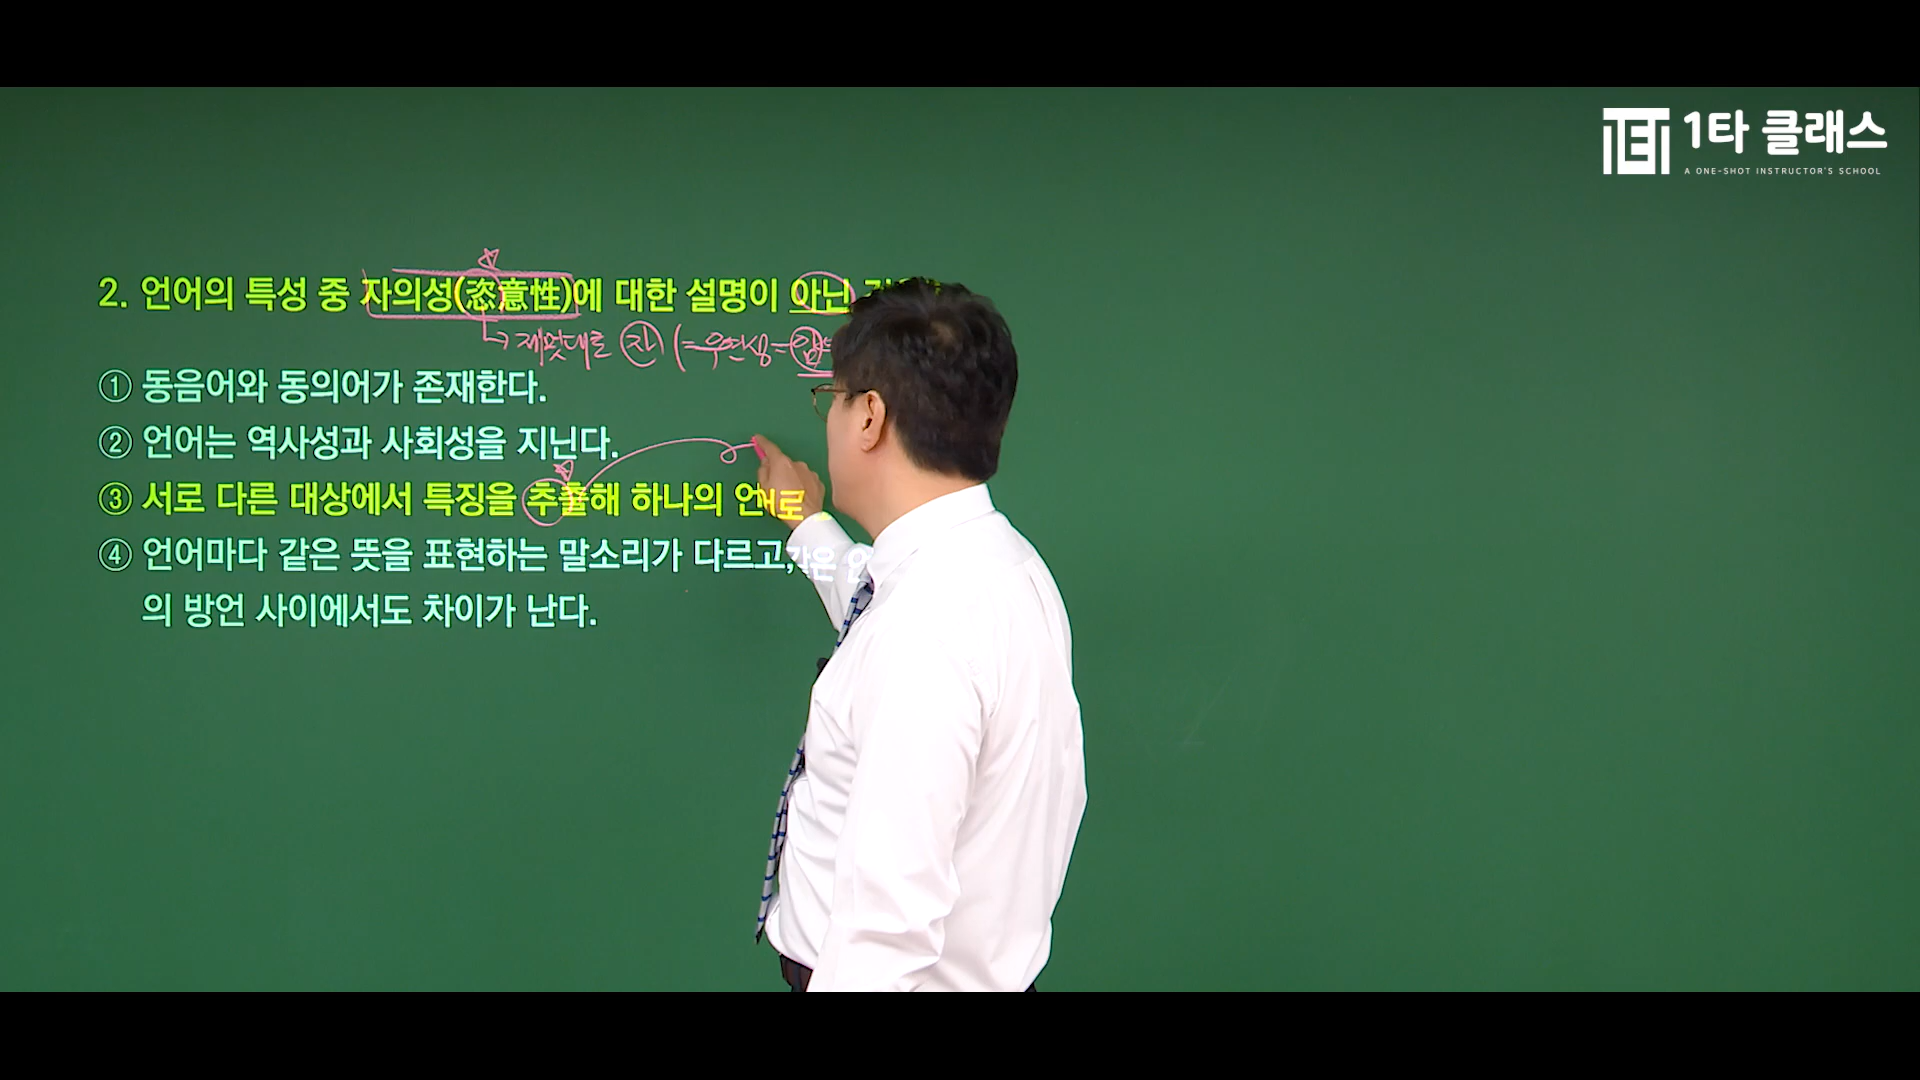 1타 클래스
A ONE-SHOT INSTRUCTOR'S SCHOOL
2. 언어의 특성 중 자의성(恣意性)에 대한 설명이 아닌
제멋대로 자 (=우연성=
① 동음어와 동의어가 존재한다.
② 언어는 역사성과 사회성을 지닌다.
③ 서로 다른 대상에서 특징을 추출해 하나의 언어로
④ 언어마다 같은 뜻을 표현하는 말소리가 다르고, 같은
의 방언 사이에서도 차이가 난다.